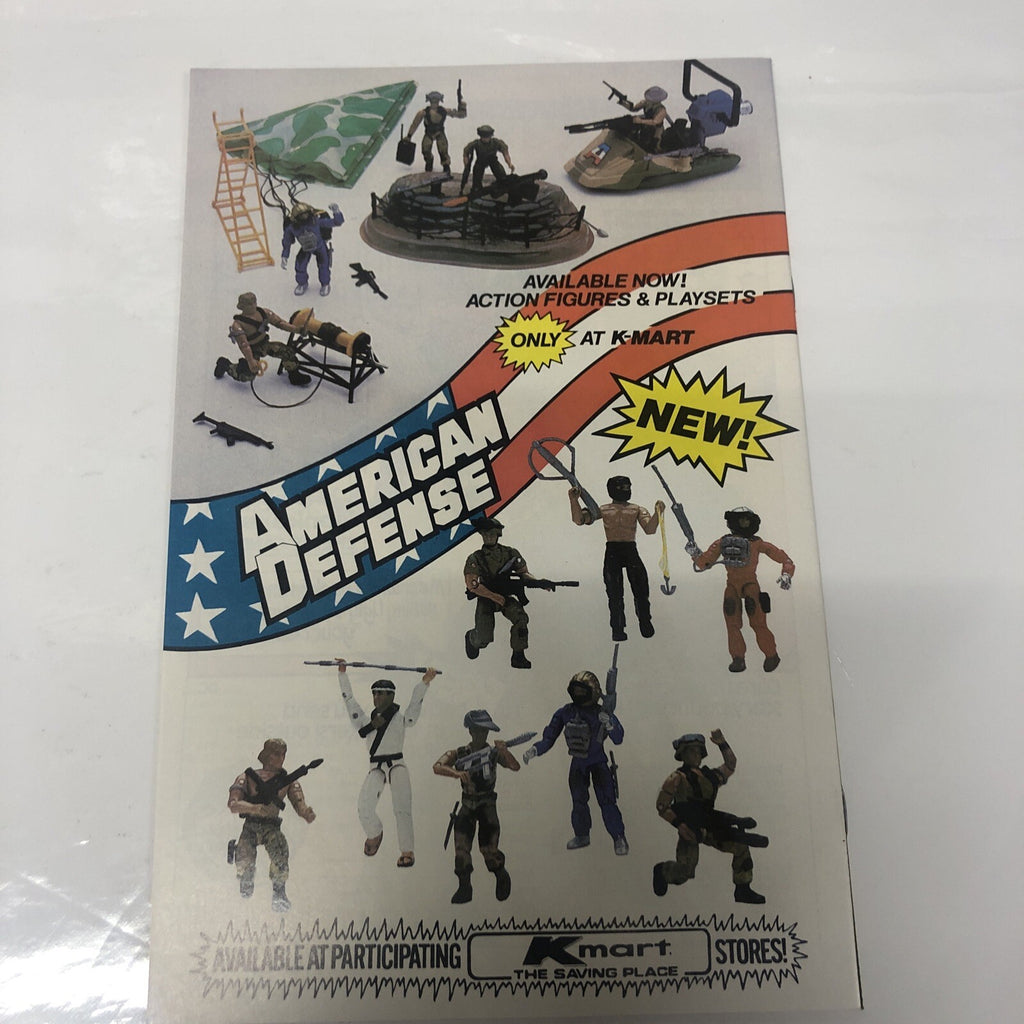 AVAILABLE NOW!
ACTION FIGURES & PLAYSETS
ONLY AT K-MART
NEW!
AMERICAN
DEFENSE
AVAILABLE AT PARTICIPATING Kmart STORES!
THE SAVING PLACE